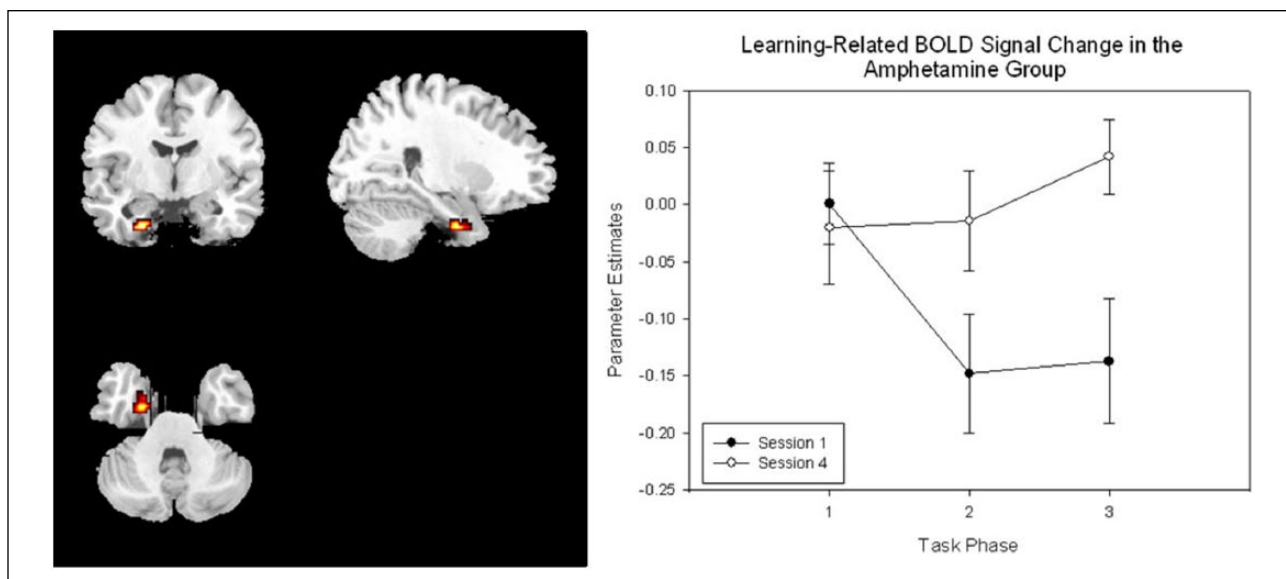 Learning-Related BOLD Signal Change in the
Amphetamine Group
Parameter Estimates
0.10
0.05
0.00
-0.05
-0.10
-0.15
-0.20
-0.25
Session 1
Session 4
1 2 3
Task Phase